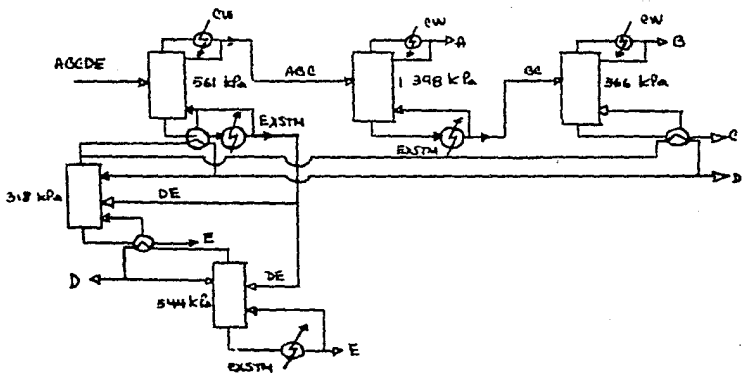 CW
CW
CW
ABCDE
561 kPa
ABC
A
1 398 kPa
BC
B
366 kPa
EXSTM
EXSTM
C
D
318 kPa
DE
E
D
DE
544 kPa
EXSTM
E